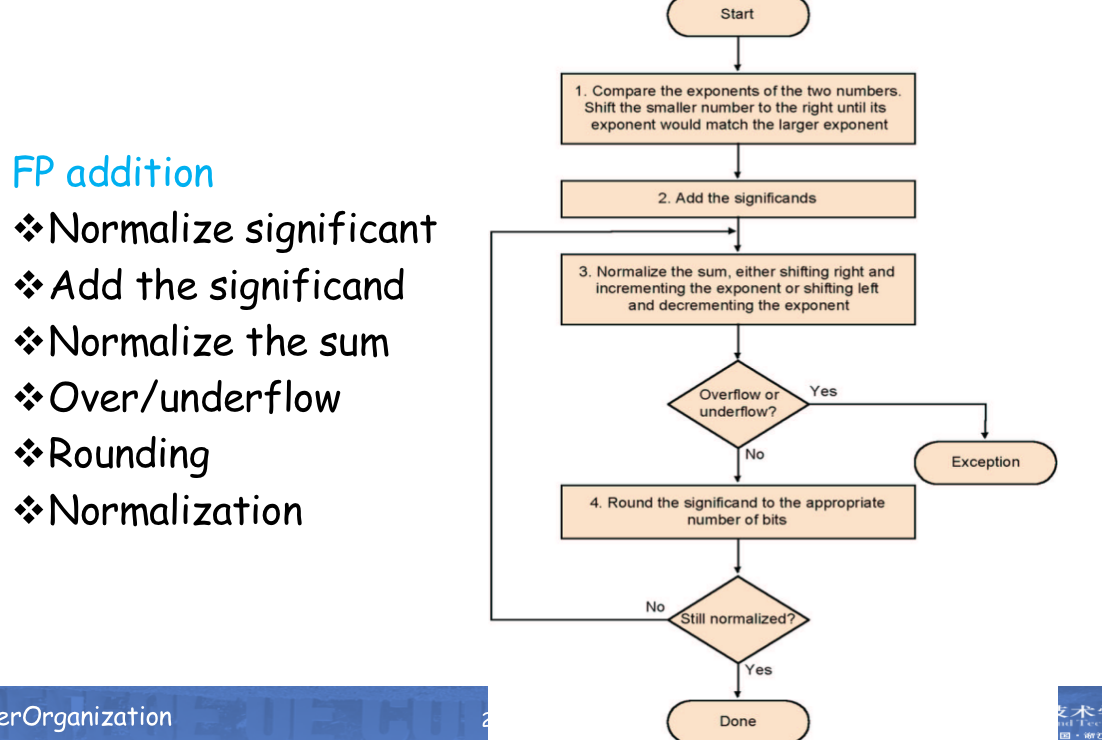 FP addition
❖Normalize significant
❖Add the significand
❖Normalize the sum
❖Over/underflow
❖Rounding
❖Normalization
Start
1. Compare the exponents of the two numbers.
Shift the smaller number to the right until its
exponent would match the larger exponent
2. Add the significands
3. Normalize the sum, either shifting right and
incrementing the exponent or shifting left
and decrementing the exponent
Overflow or
underflow?
Yes
No
Exception
4. Round the significand to the appropriate
number of bits
No
Still normalized?
Yes
Done
erOrganization
技术